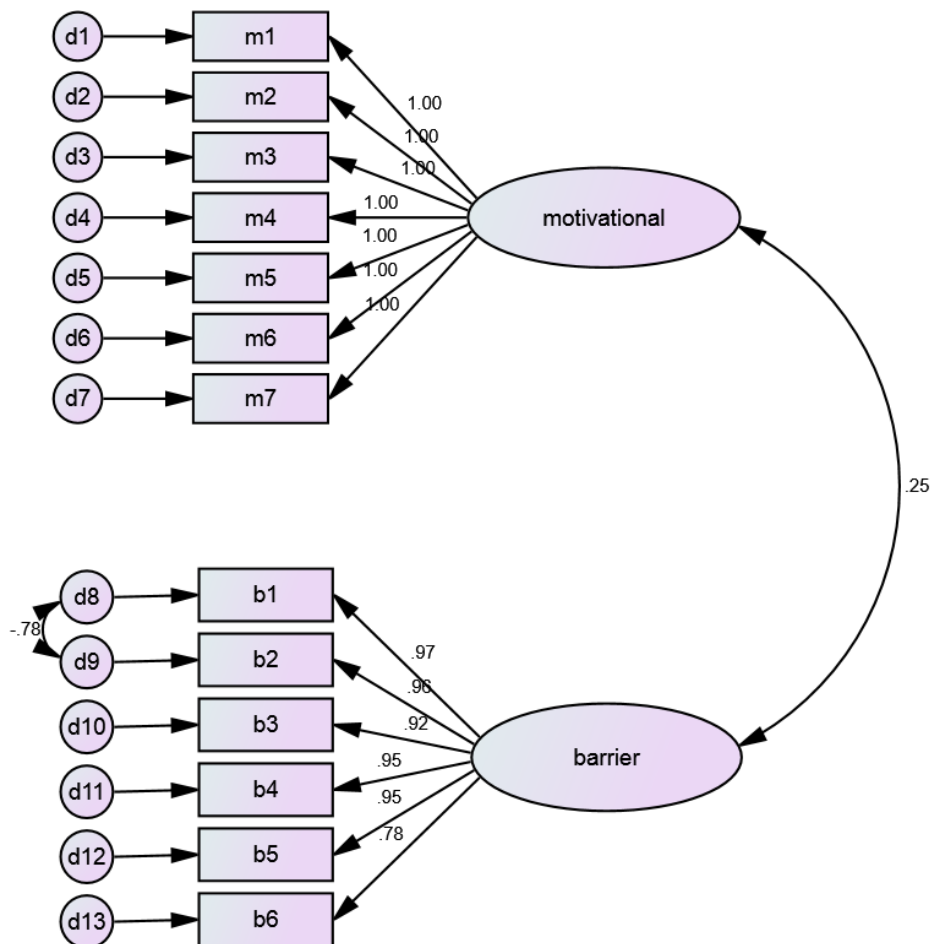 d1 m1
d2 m2
d3 m3
d4 m4
d5 m5
d6 m6
d7 m7
1.00
1.00
1.00
1.00
1.00
1.00
1.00
motivational
.25
d8 b1
-.78
d9 b2
d10 b3
d11 b4
d12 b5
d13 b6
.97
.96
.92
.95
.95
.78
barrier